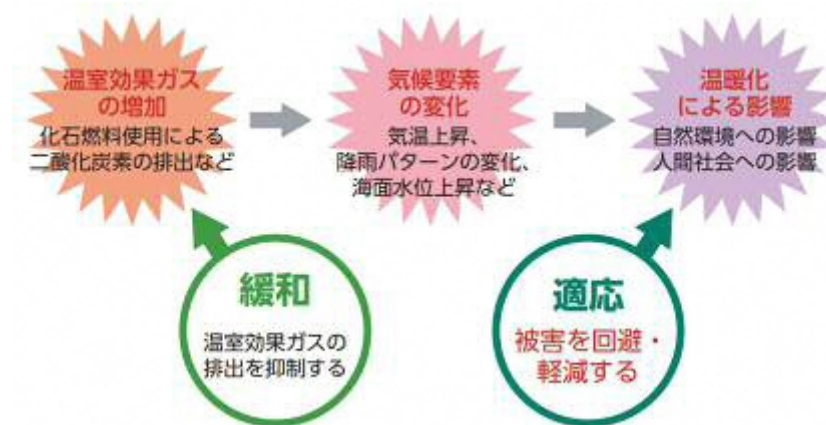 温室効果ガス
の増加
化石燃料使用による
二酸化炭素の排出など
気候要素
の変化
気温上昇、
降雨パターンの変化、
海面水位上昇など
温暖化
による影響
自然環境への影響
人間社会への影響
緩和
温室効果ガスの
排出を抑制する
適応
被害を回避・
軽減する